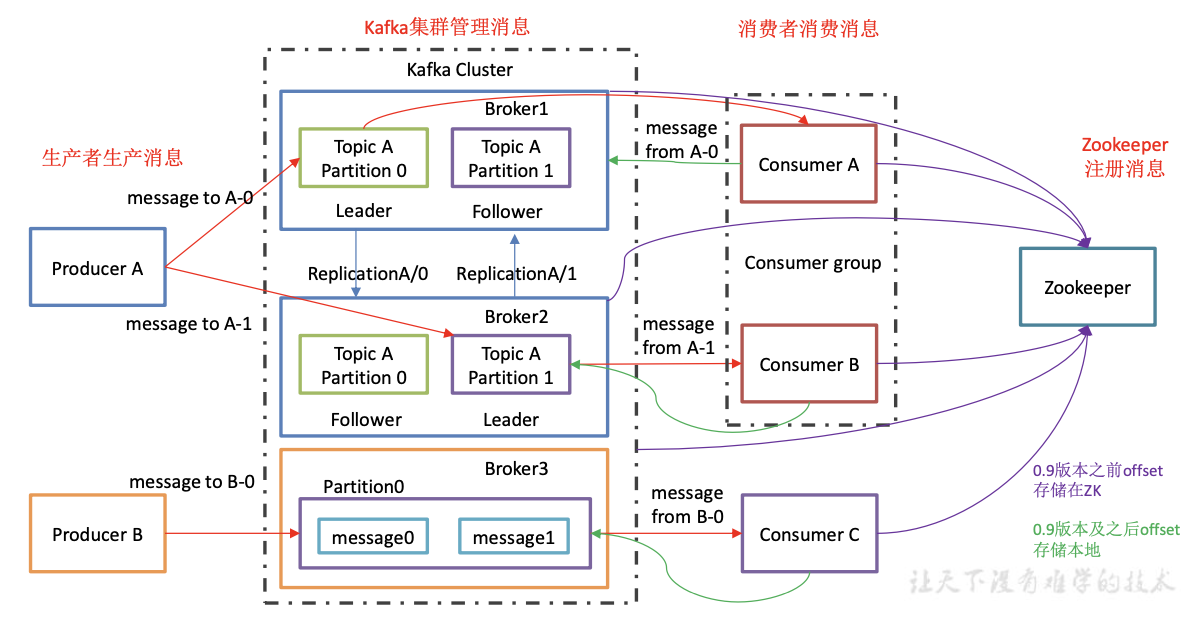 Kafka集群管理消息
消费者消费消息
Kafka Cluster
Broker1
Topic A
Partition 0
Topic A
Partition 1
Leader
Follower
message
from A-0
Consumer A
Zookeeper
注册消息
生产者生产消息
message to A-0
Producer A
ReplicationA/0
ReplicationA/1
Consumer group
Zookeeper
message to A-1
Broker2
Topic A
Partition 0
Topic A
Partition 1
Follower
Leader
message
from A-1
Consumer B
message to B-0
Producer B
Broker3
Partition0
message0
message1
message
from B-0
Consumer C
0.9版本之前offset
存储在ZK
0.9版本及之后offset
存储本地
让天下没有难学的技术